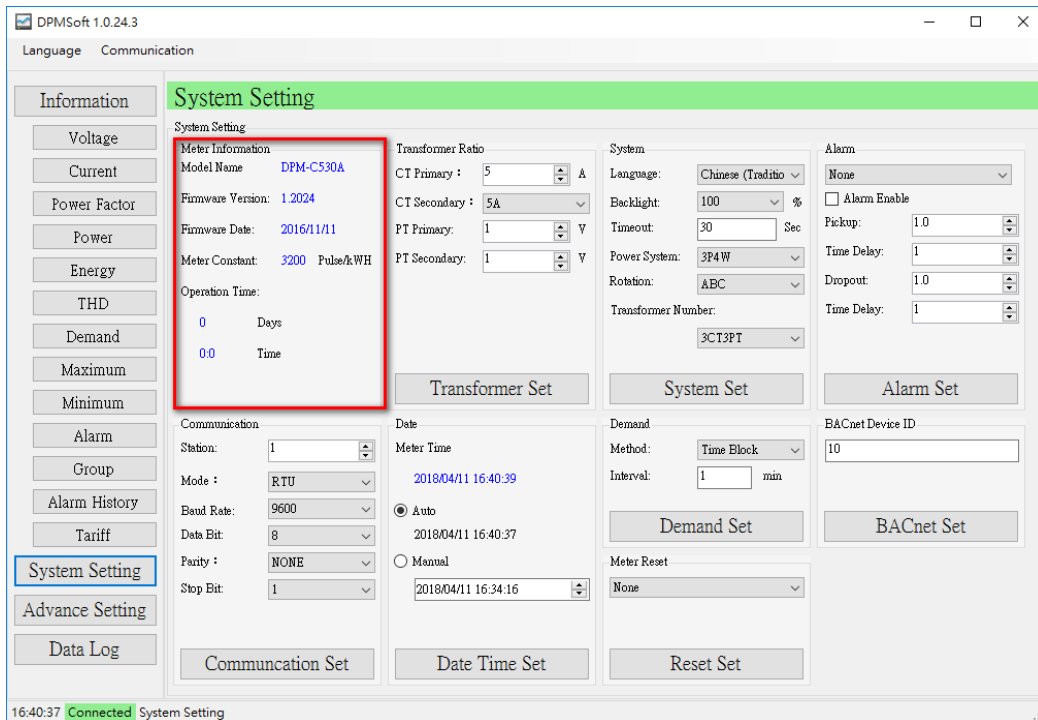 DPMSoft 1.0.24.3
Language Communication
Information
Voltage
Current
Power Factor
Power
Energy
THD
Demand
Maximum
Minimum
Alarm
Group
Alarm History
Tariff
System Setting
Advance Setting
Data Log
System Setting
System Setting
Meter Information
Model Name DPM-C530A
Firmware Version: 1.2024
Firmware Date: 2016/11/11
Meter Constant: 3200 Pulse/kWH
Operation Time:
0 Days
0:0 Time
Transformer Ratio
CT Primary： 5 A
CT Secondary： 5A
PT Primary: 1 V
PT Secondary: 1 V
Transformer Set
System
Language: Chinese (Traditio
Backlight: 100 %
Timeout: 30 Sec
Power System: 3P4W
Rotation: ABC
Transformer Number:
3CT3PT
System Set
Alarm
None
Alarm Enable
Pickup: 1.0
Time Delay: 1
Dropout: 1.0
Time Delay: 1
Alarm Set
Communication
Station: 1
Mode： RTU
Baud Rate: 9600
Data Bit: 8
Parity： NONE
Stop Bit: 1
Communcation Set
Date
Meter Time
2018/04/11 16:40:39
Auto
2018/04/11 16:40:37
Manual
2018/04/11 16:34:16
Date Time Set
Demand
Method: Time Block
Interval: 1 min
Demand Set
Meter Reset
None
Reset Set
BACnet Device ID
10
BACnet Set
16:40:37 Connected System Setting